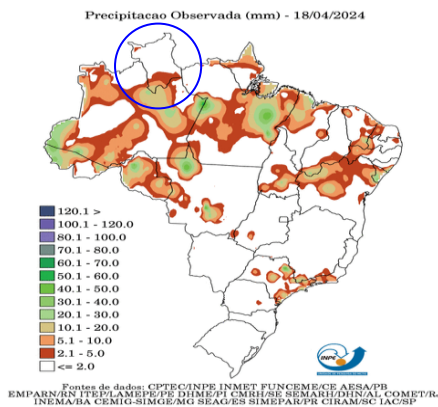 Precipitacao Observada (mm) - 18/04/2024
120.1 >
100.1 - 120.0
80.1 - 100.0
70.1 - 80.0
60.1 - 70.0
50.1 - 60.0
40.1 - 50.0
30.1 - 40.0
20.1 - 30.0
10.1 - 20.0
5.1 - 10.0
2.1 - 5.0
<= 2.0
INPE
Fontes de dados: CPTEC/INPE INMET FUNCEME/CE AESA/PB
EMPARN/RN ITEP/LAMEPE/PE DHME/PI CMRH/SE SEMARH/DHN/AL COMET/RJ
INEMA/BA CEMIG-SIMGE/MG SEAG/ES SIMEPAR/PR CIRAM/SC IAC/SP